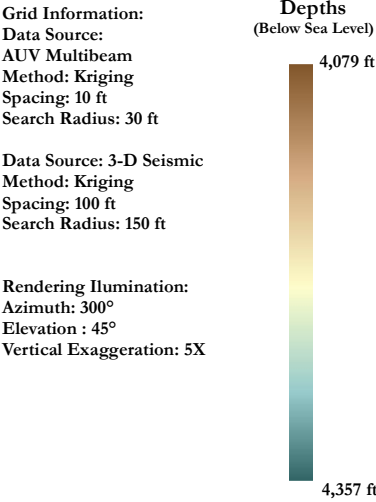 Grid Information:
Data Source:
AUV Multibeam
Method: Kriging
Spacing: 10 ft
Search Radius: 30 ft
Data Source: 3-D Seismic
Method: Kriging
Spacing: 100 ft
Search Radius: 150 ft
Rendering Ilumination:
Azimuth: 300°
Elevation : 45°
Vertical Exaggeration: 5X
Depths
(Below Sea Level)
4,079 ft
4,357 ft